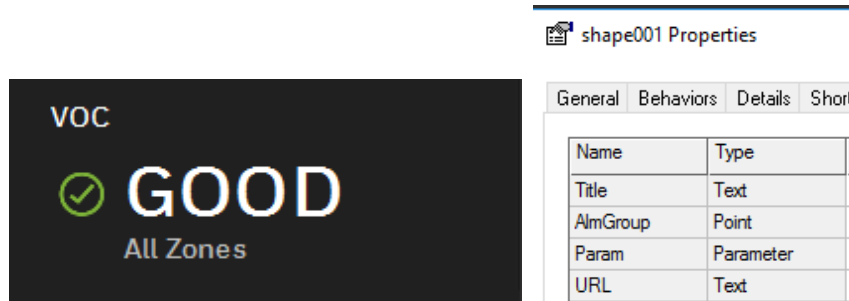 VOC
GOOD
All Zones
shape001 Properties
General Behaviors Details
Name Type
Title Text
AlmGroup Point
Param Parameter
URL Text